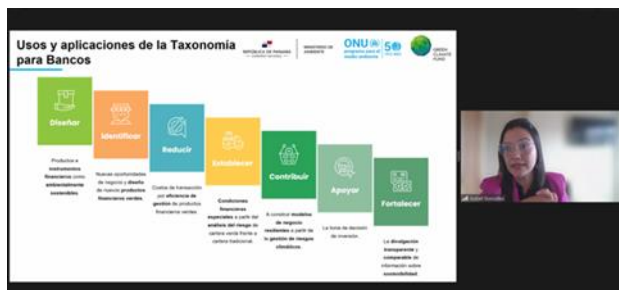 Usos y aplicaciones de la Taxonomía
para Bancos
REPÚBLICA DE PANAMÁ
MINISTERIO DE
AMBIENTE
ONU
programa para el
medio ambiente
50
GREEN
CLIMATE
FUND
Diseñar
Productos e
instrumentos
financieros como
ambientalmente
sostenibles.
Identificar
Nuevas oportunidades
de negocio y diseño
de nuevos productos
financieros verdes.
Reducir
Costos de transacción
por eficiencia de
gestión de productos
financieros verdes.
Establecer
Condiciones
financieras
especiales a partir del
análisis del riesgo de
cartera verde frente a
cartera tradicional.
Contribuir
A construir modelos
de negocio
resilientes a partir de
la gestión de riesgos
climáticos.
Apoyar
La toma de decisión
de inversión.
Fortalecer
La divulgación
transparente y
comparable de
información sobre
sostenibilidad.